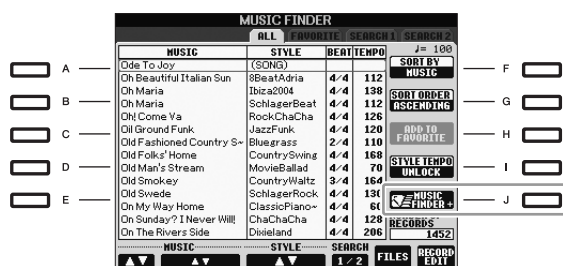 MUSIC FINDER
ALL FAVORITE SEARCH 1 SEARCH 2
MUSIC STYLE BEAT TEMPO ♩= 100
Ode To Joy (SONG)
Oh Beautiful Italian Sun 8BeatAdria 4/4 112
Oh Maria Ibiza2004 4/4 138
Oh Maria SchlagerBeat 4/4 112
Oh! Come Va RockChaCha 4/4 126
Oil Ground Funk JazzFunk 4/4 120
Old Fashioned Country S~ Bluegrass 2/4 110
Old Folks' Home CountrySwing 4/4 168
Old Man's Stream MovieBallad 4/4 70
Old Smokey CountryWaltz 3/4 164
Old Swede SchlagerRock 4/4 130
On My Way Home ClassicPiano~ 4/4 60
On Sunday? I Never Will! ChaChaCha 4/4 128
On The Rivers Side Dixieland 4/4 206
A
B
C
D
E
SORT BY
MUSIC
SORT ORDER
ASCENDING
ADD TO
FAVORITE
STYLE TEMPO
UNLOCK
MUSIC
FINDER +
RECORDS
1452
F
G
H
I
J
MUSIC STYLE SEARCH
1/2 FILES RECORD
EDIT